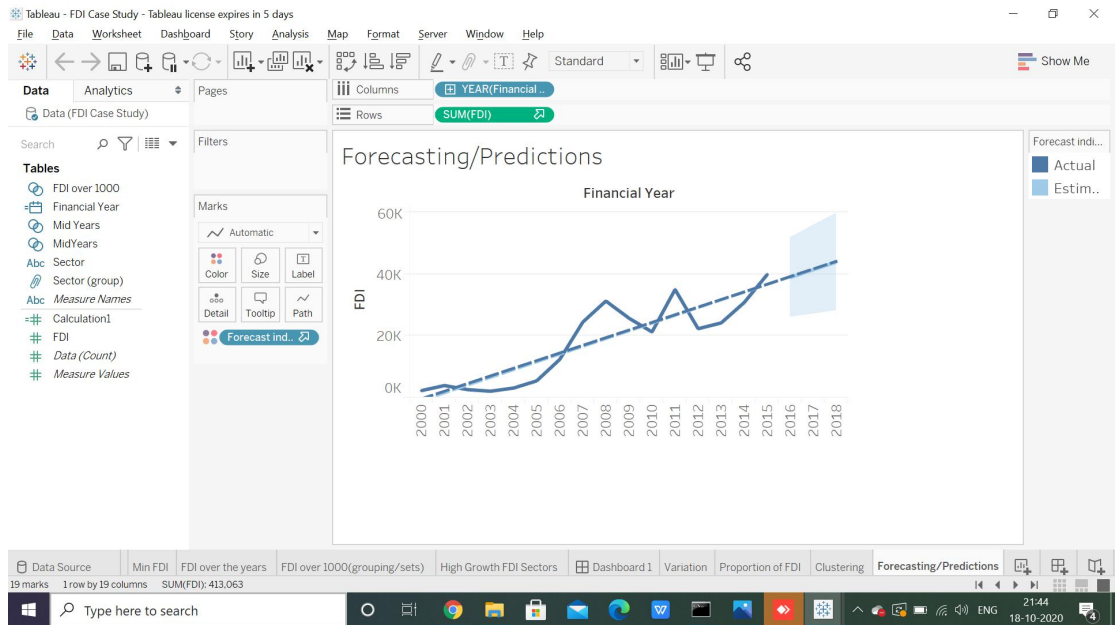 Tableau - FDI Case Study - Tableau license expires in 5 days
File Data Worksheet Dashboard Story Analysis Map Format Server Window Help
Standard
Show Me
Data Analytics
Data (FDI Case Study)
Search
Tables
FDI over 1000
Financial Year
Mid Years
MidYears
Abc Sector
Sector (group)
Abc Measure Names
=# Calculation1
# FDI
# Data (Count)
# Measure Values
Pages
Filters
Marks
Automatic
Color Size Label
Detail Tooltip Path
Forecast ind..
Columns YEAR(Financial ..
Rows SUM(FDI)
Forecasting/Predictions
Financial Year
60K
40K
20K
0K
FDI
2000 2001 2002 2003 2004 2005 2006 2007 2008 2009 2010 2011 2012 2013 2014 2015 2016 2017 2018
Forecast indi...
Actual
Estim..
Data Source Min FDI FDI over the years FDI over 1000(grouping/sets) High Growth FDI Sectors Dashboard 1 Variation Proportion of FDI Clustering Forecasting/Predictions
19 marks 1 row by 19 columns SUM(FDI): 413,063
Type here to search
W
ENG
21:44
18-10-2020
4